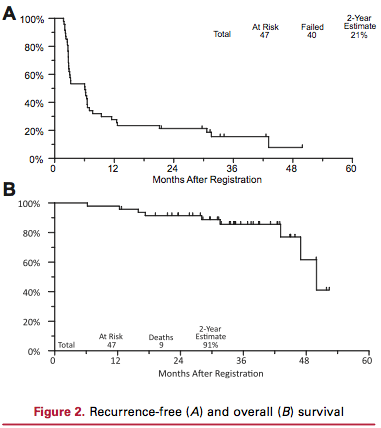 A
100%
80%
60%
40%
20%
0%
At Risk Failed 2-Year Estimate
Total 47 40 21%
0 12 24 36 48 60
Months After Registration
B
100%
80%
60%
40%
20%
0%
At Risk Deaths 2-Year Estimate
Total 47 9 91%
0 12 24 36 48 60
Months After Registration
Figure 2. Recurrence-free (A) and overall (B) survival